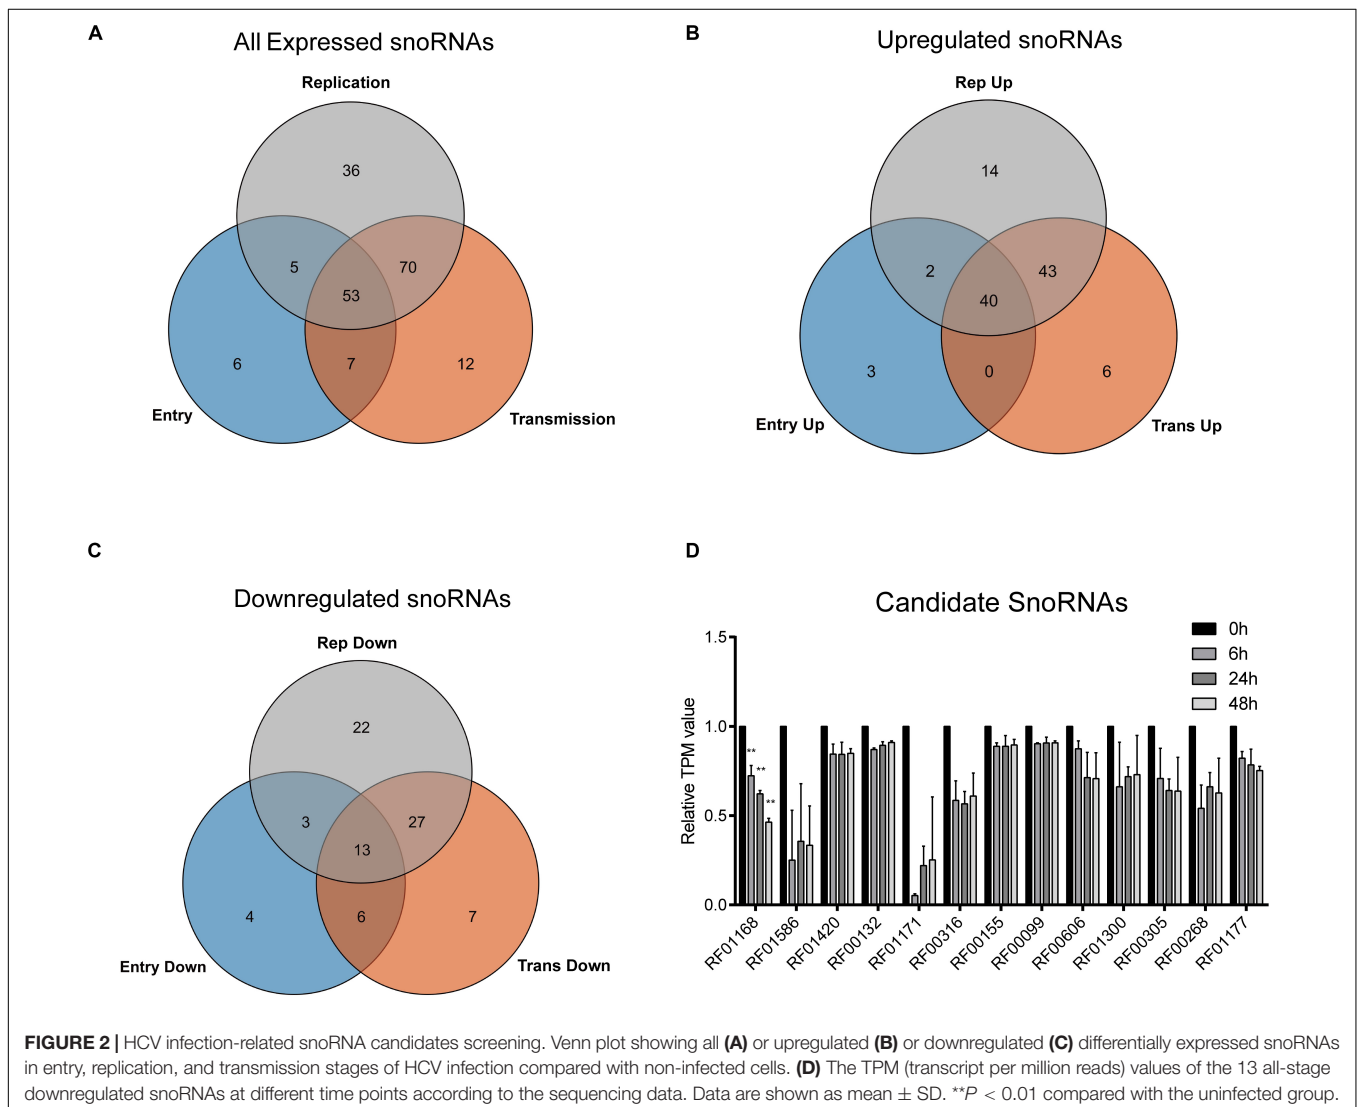 A
All Expressed snoRNAs
Replication
36
5
70
53
6
7
12
Entry
Transmission
B
Upregulated snoRNAs
Rep Up
14
2
43
40
3
0
6
Entry Up
Trans Up
C
Downregulated snoRNAs
Rep Down
22
3
27
13
4
6
7
Entry Down
Trans Down
D
Candidate SnoRNAs
0h
6h
24h
48h
Relative TPM value
1.5
1.0
0.5
0.0
**
**
**
RF01168
RF01586
RF01420
RF00132
RF01171
RF00316
RF00155
RF00099
RF00606
RF01300
RF00305
RF00268
RF01177
FIGURE 2 | HCV infection-related snoRNA candidates screening. Venn plot showing all (A) or upregulated (B) or downregulated (C) differentially expressed snoRNAs
in entry, replication, and transmission stages of HCV infection compared with non-infected cells. (D) The TPM (transcript per million reads) values of the 13 all-stage
downregulated snoRNAs at different time points according to the sequencing data. Data are shown as mean ± SD. **P < 0.01 compared with the uninfected group.